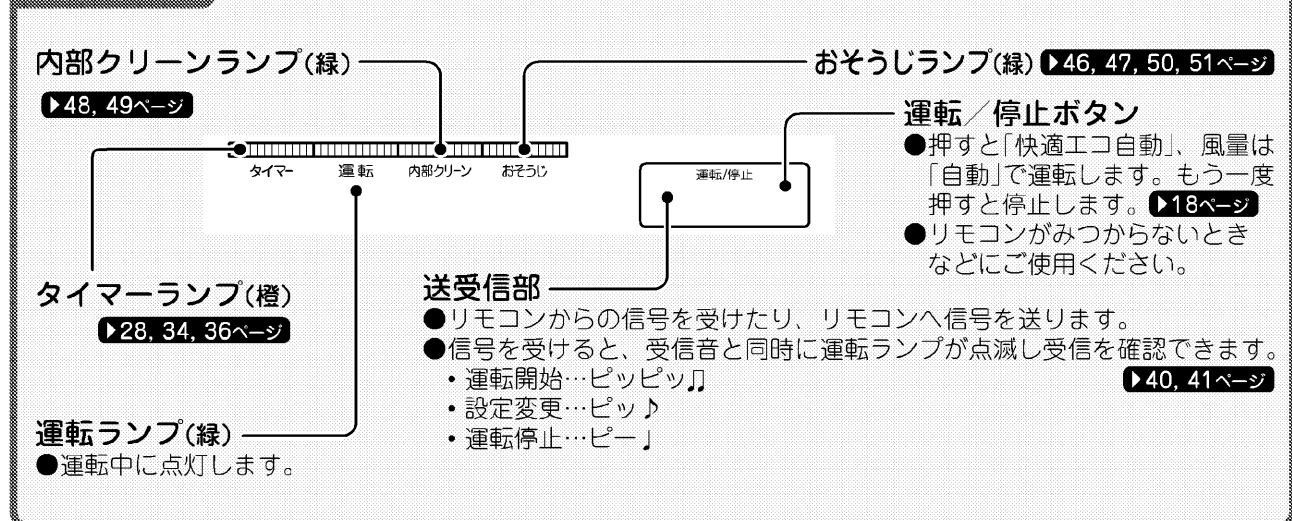 内部クリーンランプ(緑)
▶48, 49ページ
おそうじランプ(緑) ▶46, 47, 50, 51ページ
運転／停止ボタン
●押すと「快適エコ自動」、風量は
「自動」で運転します。もう一度
押すと停止します。▶18ページ
●リモコンがみつからないとき
などにご使用ください。
タイマー 運転 内部クリーン おそうじ
運転/停止
タイマーランプ(橙)
▶28, 34, 36ページ
送受信部
●リモコンからの信号を受けたり、リモコンへ信号を送ります。
●信号を受けると、受信音と同時に運転ランプが点滅し受信を確認できます。
▶40, 41ページ
・運転開始…ピッピッ♫
・設定変更…ピッ♪
・運転停止…ピー♩
運転ランプ(緑)
●運転中に点灯します。